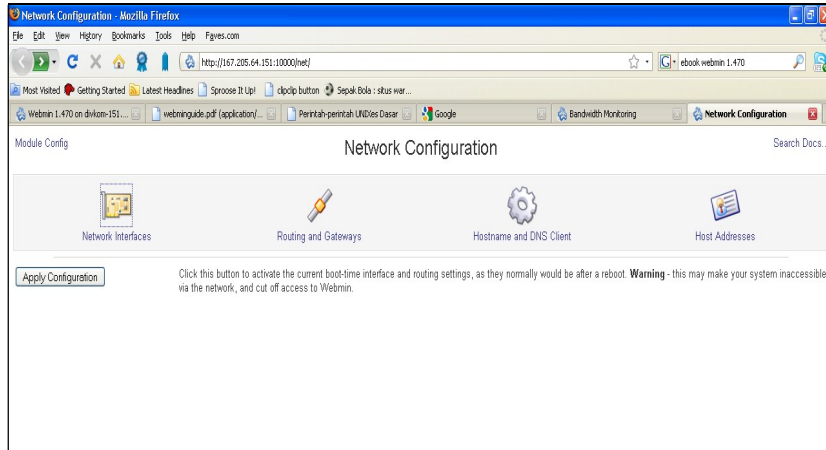 Network Configuration - Mozilla Firefox
File Edit View History Bookmarks Tools Help Faves.com
http://167.205.64.151:10000/net/
ebook webmin 1.470
Most Visited Getting Started Latest Headlines Sproose It Up! clipclip button Sepak Bola : situs war...
Webmin 1.470 on divkom-151.... webminguide.pdf (application/... Perintah-perintah UNIXes Dasar Google Bandwidth Monitoring Network Configuration
Module Config
Network Configuration
Search Docs..
Network Interfaces Routing and Gateways Hostname and DNS Client Host Addresses
Apply Configuration
Click this button to activate the current boot-time interface and routing settings, as they normally would be after a reboot. Warning - this may make your system inaccessible
via the network, and cut off access to Webmin.